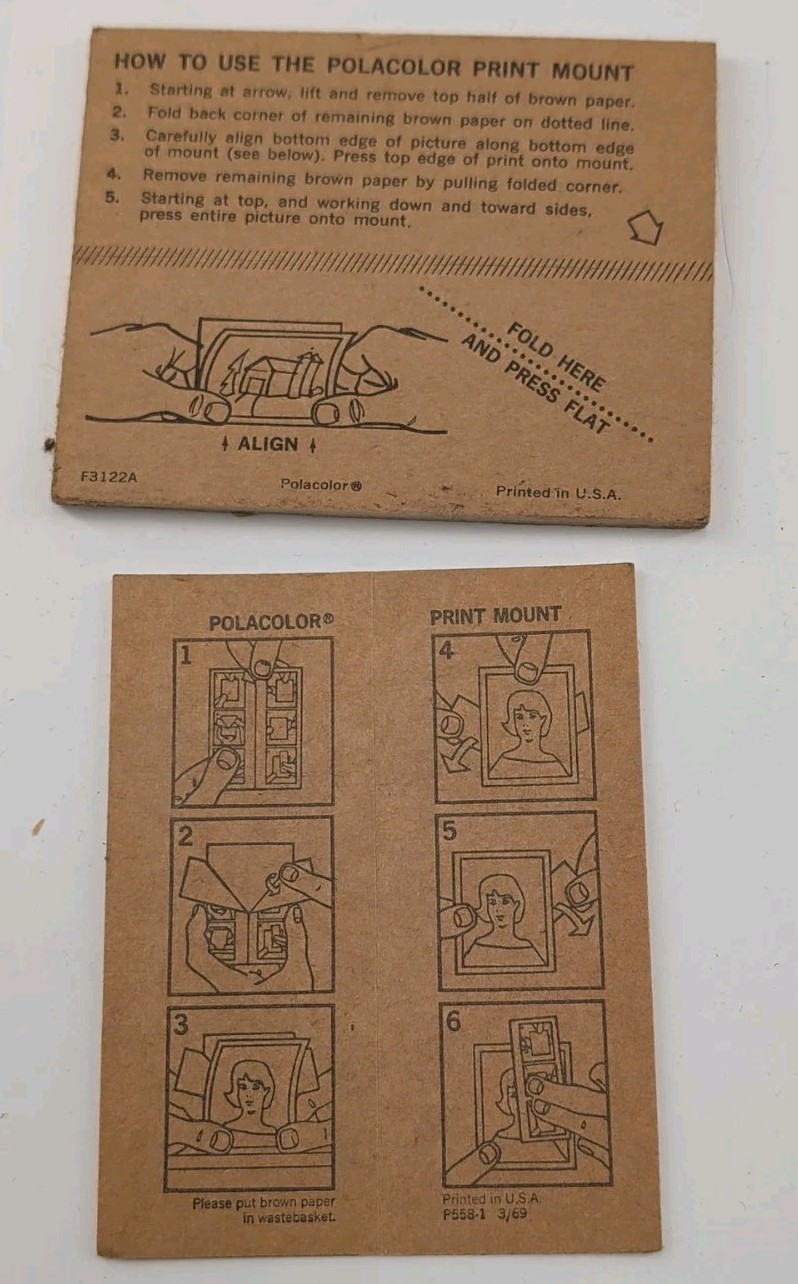 HOW TO USE THE POLACOLOR PRINT MOUNT
1. Starting at arrow, lift and remove top half of brown paper.
2. Fold back corner of remaining brown paper on dotted line.
3. Carefully align bottom edge of picture along bottom edge
of mount (see below). Press top edge of print onto mount.
4. Remove remaining brown paper by pulling folded corner.
5. Starting at top, and working down and toward sides,
press entire picture onto mount.
FOLD HERE
AND PRESS FLAT
ALIGN
F3122A
Polacolor®
Printed in U.S.A.
POLACOLOR®
PRINT MOUNT
1
2
3
4
5
6
Please put brown paper
in wastebasket.
Printed in U.S.A.
P558-1 3/69